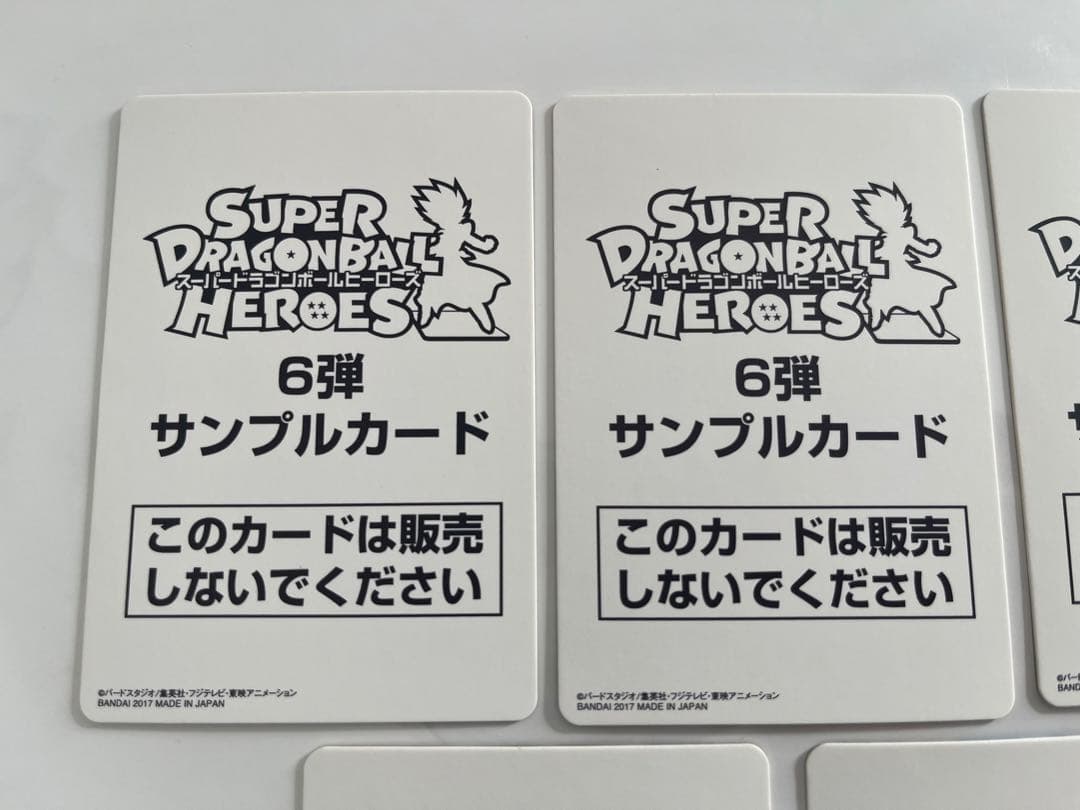 SUPER
DRAGONBALL
スーパードラゴンボールヒーローズ
HEROES
6弾
サンプルカード
このカードは販売
しないでください
©バードスタジオ/集英社・フジテレビ・東映アニメーション
BANDAI 2017 MADE IN JAPAN
SUPER
DRAGONBALL
スーパードラゴンボールヒーローズ
HEROES
6弾
サンプルカード
このカードは販売
しないでください
©バードスタジオ/集英社・フジテレビ・東映アニメーション
BANDAI 2017 MADE IN JAPAN